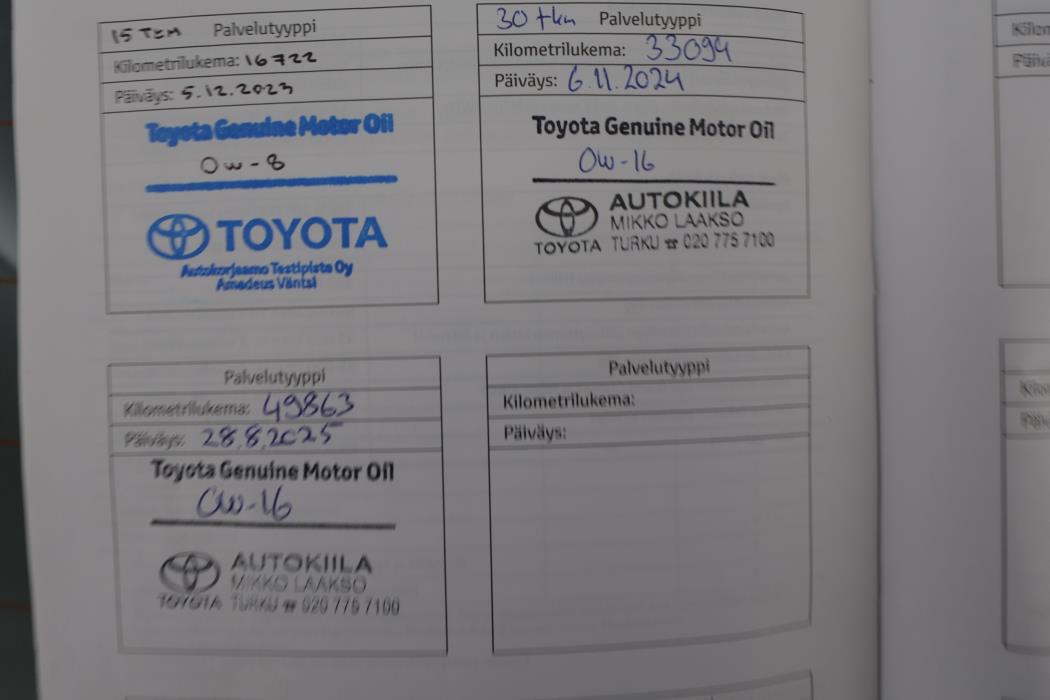 15 TKM Palvelutyyppi
Kilometrilukema: 16722
Päiväys: 5.12.2023
Toyota Genuine Motor Oil
0w-8
TOYOTA
Autokorjaamo Testipiste Oy
Amadeus Väntsi
30 tkm Palvelutyyppi
Kilometrilukema: 33094
Päiväys: 6.11.2024
Toyota Genuine Motor Oil
0W-16
AUTOKIILA
MIKKO LAAKSO
TOYOTA TURKU ☎ 020 775 7100
Palvelutyyppi
Kilometrilukema: 49863
Päiväys: 28.8.2025
Toyota Genuine Motor Oil
0W-16
AUTOKIILA
MIKKO LAAKSO
TOYOTA TURKU ☎ 020 775 7100
Palvelutyyppi
Kilometrilukema:
Päiväys: